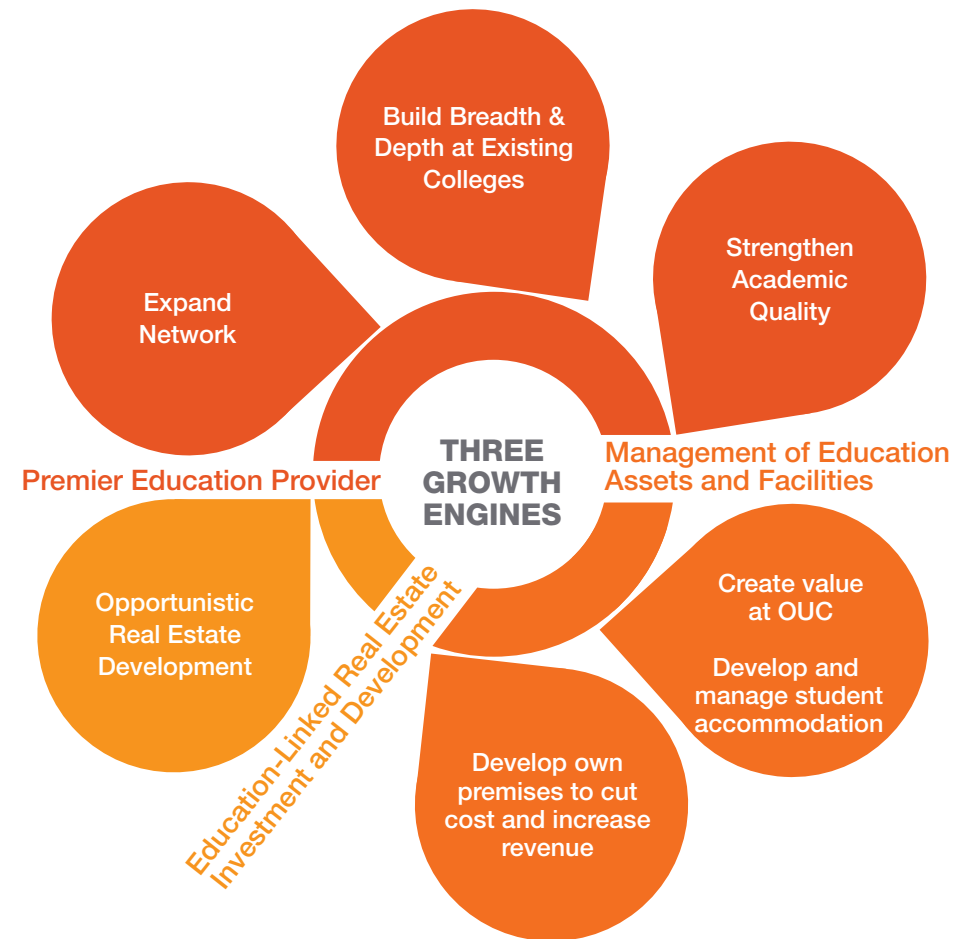 Build Breadth &
Depth at Existing
Colleges
Strengthen
Academic
Quality
Expand
Network
THREE
GROWTH
ENGINES
Management of Education
Assets and Facilities
Premier Education Provider
Opportunistic
Real Estate
Development
Education-Linked Real Estate
Investment and Development
Create value
at OUC
Develop and
manage student
accommodation
Develop own
premises to cut
cost and increase
revenue